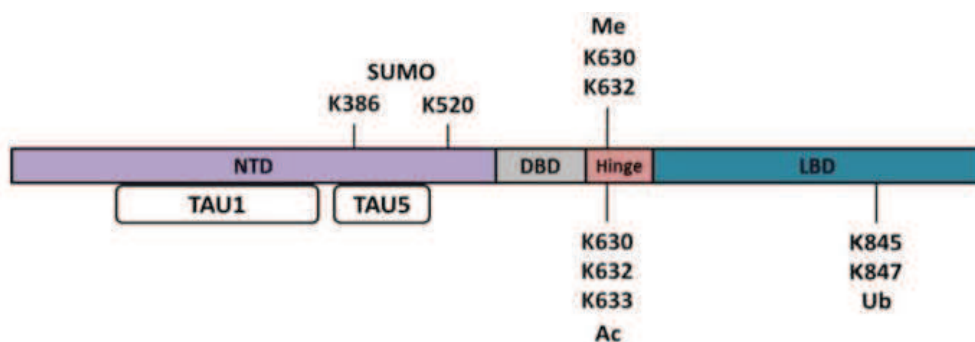 Me
SUMO K630
K386 K520 K632
NTD DBD Hinge LBD
TAU1 TAU5
K630 K845
K632 K847
K633 Ub
Ac